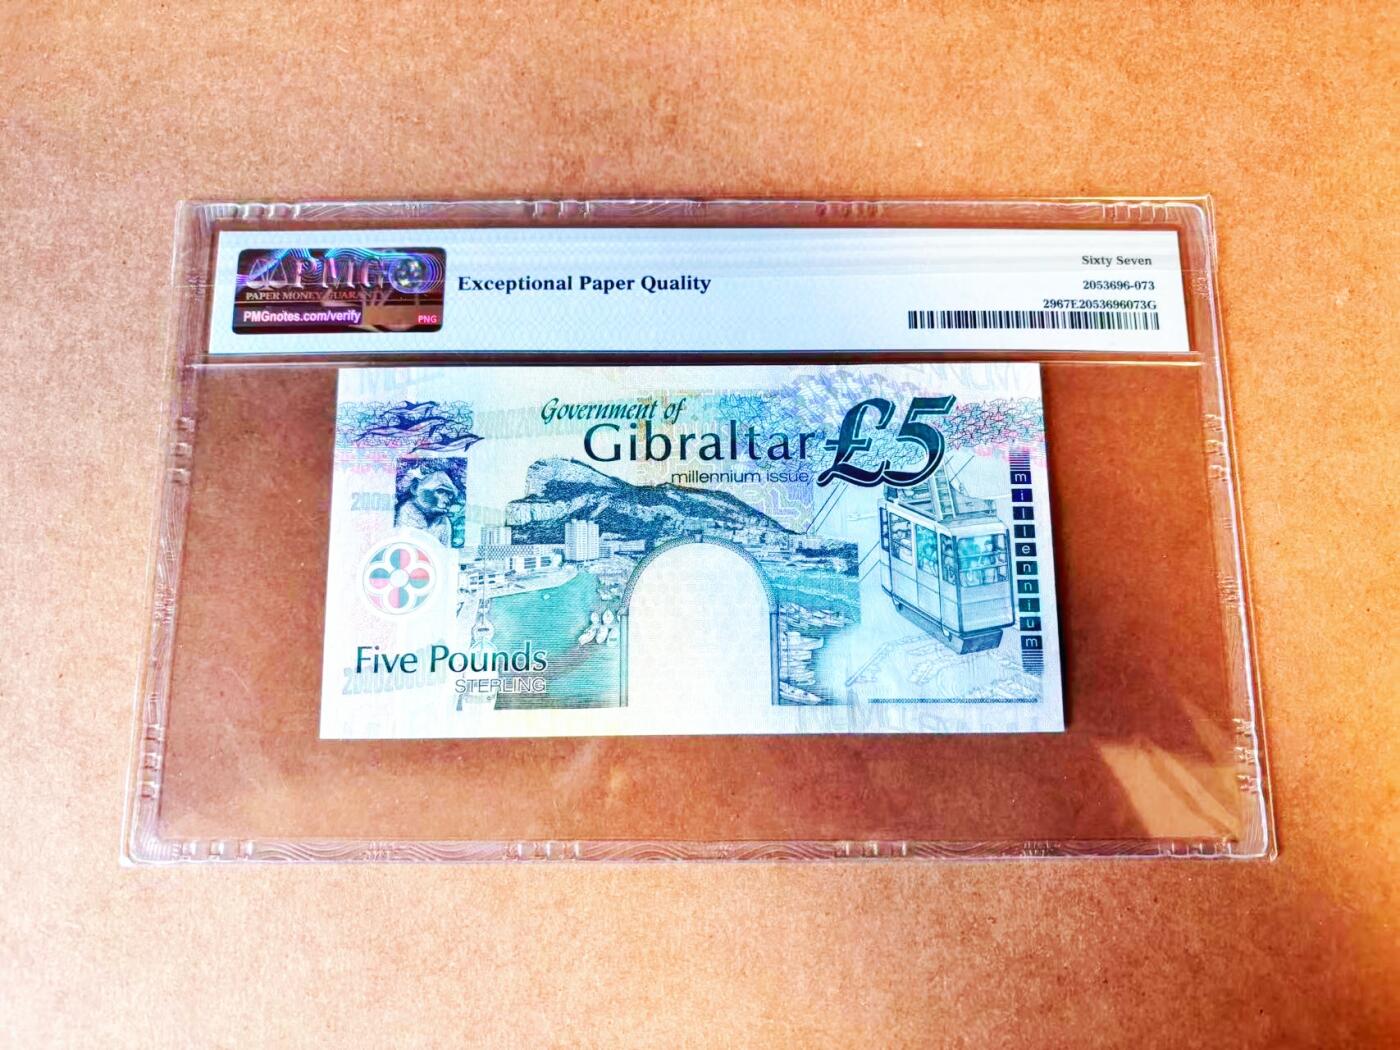 PMG
PAPER MONEY GUARANTY
PMGnotes.com/verify
PNG
Exceptional Paper Quality
Sixty Seven
2053696-073
2967E2053696073G
Government of
Gibraltar
£5
millennium issue
millennium
Five Pounds
STERLING